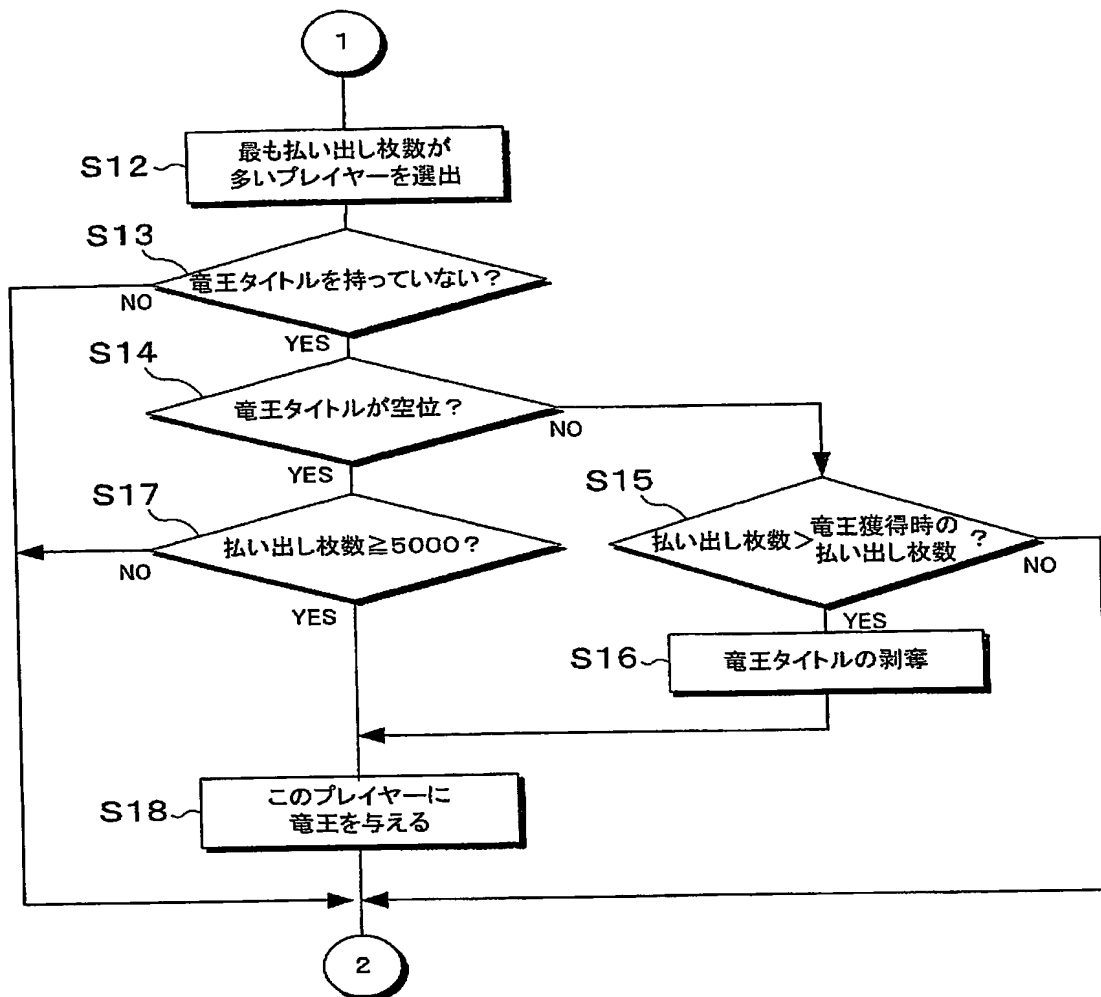 1
S12
最も払い出し枚数が
多いプレイヤーを選出
S13
竜王タイトルを持っていない?
NO
YES
S14
竜王タイトルが空位?
NO
YES
S17
払い出し枚数≧5000?
NO
YES
S15
払い出し枚数>竜王獲得時の払い出し枚数?
NO
YES
S16
竜王タイトルの剥奪
S18
このプレイヤーに
竜王を与える
2